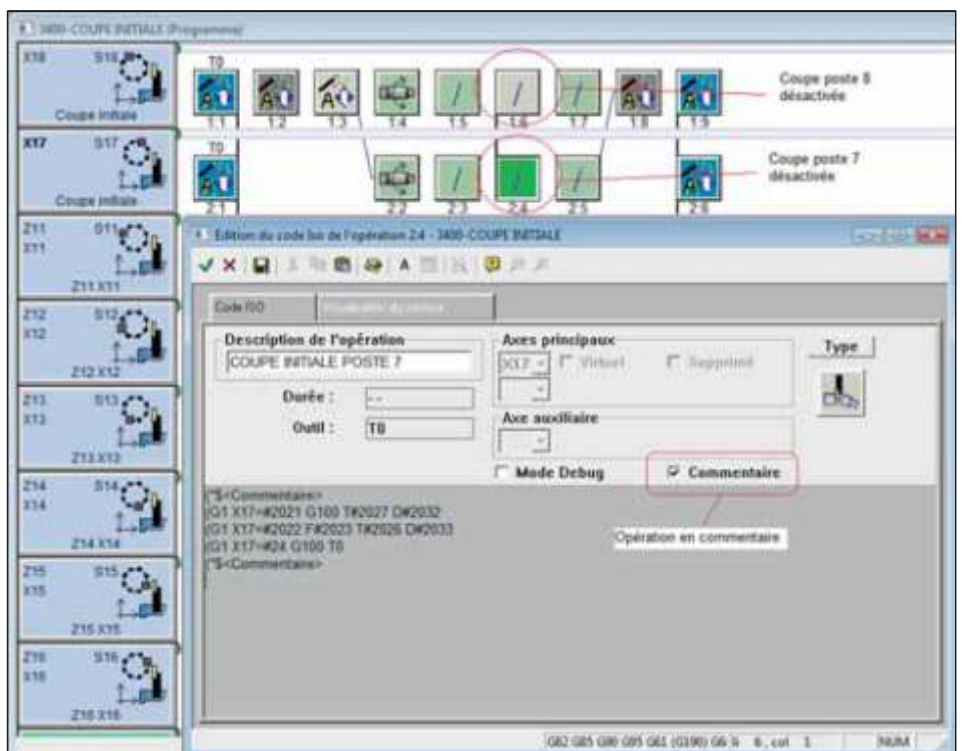 3400-COUPE INITIALE (Programme)
X18 S18
Coupe initiale
T0
1.1 1.2 1.3 1.4 1.5 1.6 1.7 1.8 1.9
Coupe poste 8
désactivée
X17 S17
Coupe initiale
T0
2.1 2.2 2.3 2.4 2.5 2.6
Coupe poste 7
désactivée
Z11 S11
X11
Z11 X11
Z12 S12
X12
Z12 X12
Z13 S13
X13
Z13 X13
Z14 S14
X14
Z14 X14
Z15 S15
X15
Z15 X15
Z16 S16
X16
Z16 X16
Edition du code Iso de l'opération 2.4 - 3400-COUPE INITIALE
Code ISO
Description de l'opération
COUPE INITIALE POSTE 7
Durée : --
Outil : T0
Axes principaux
X17 Virtuel Supprimé
Axe auxiliaire
Mode Debug Commentaire
Type
("$<Commentaire>
(G1 X17=#2021 G100 T#2027 D#2032
(G1 X17=#2022 F#2023 T#2026 D#2033
(G1 X17=#24 G100 T0
("$<Commentaire>
Opération en commentaire
G61 (G190) 6, col 1 NUM